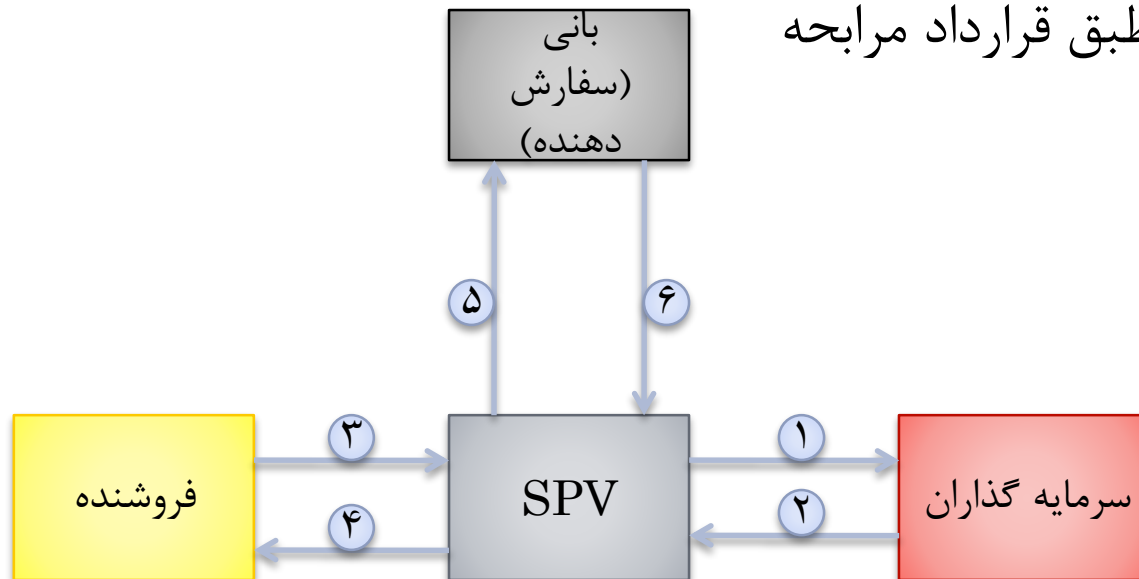 طبق قرارداد مرابحه
بانی
(سفارش
دهنده)
۵
۶
۳
۱
فروشنده
SPV
سرمایه گذاران
۴
۲